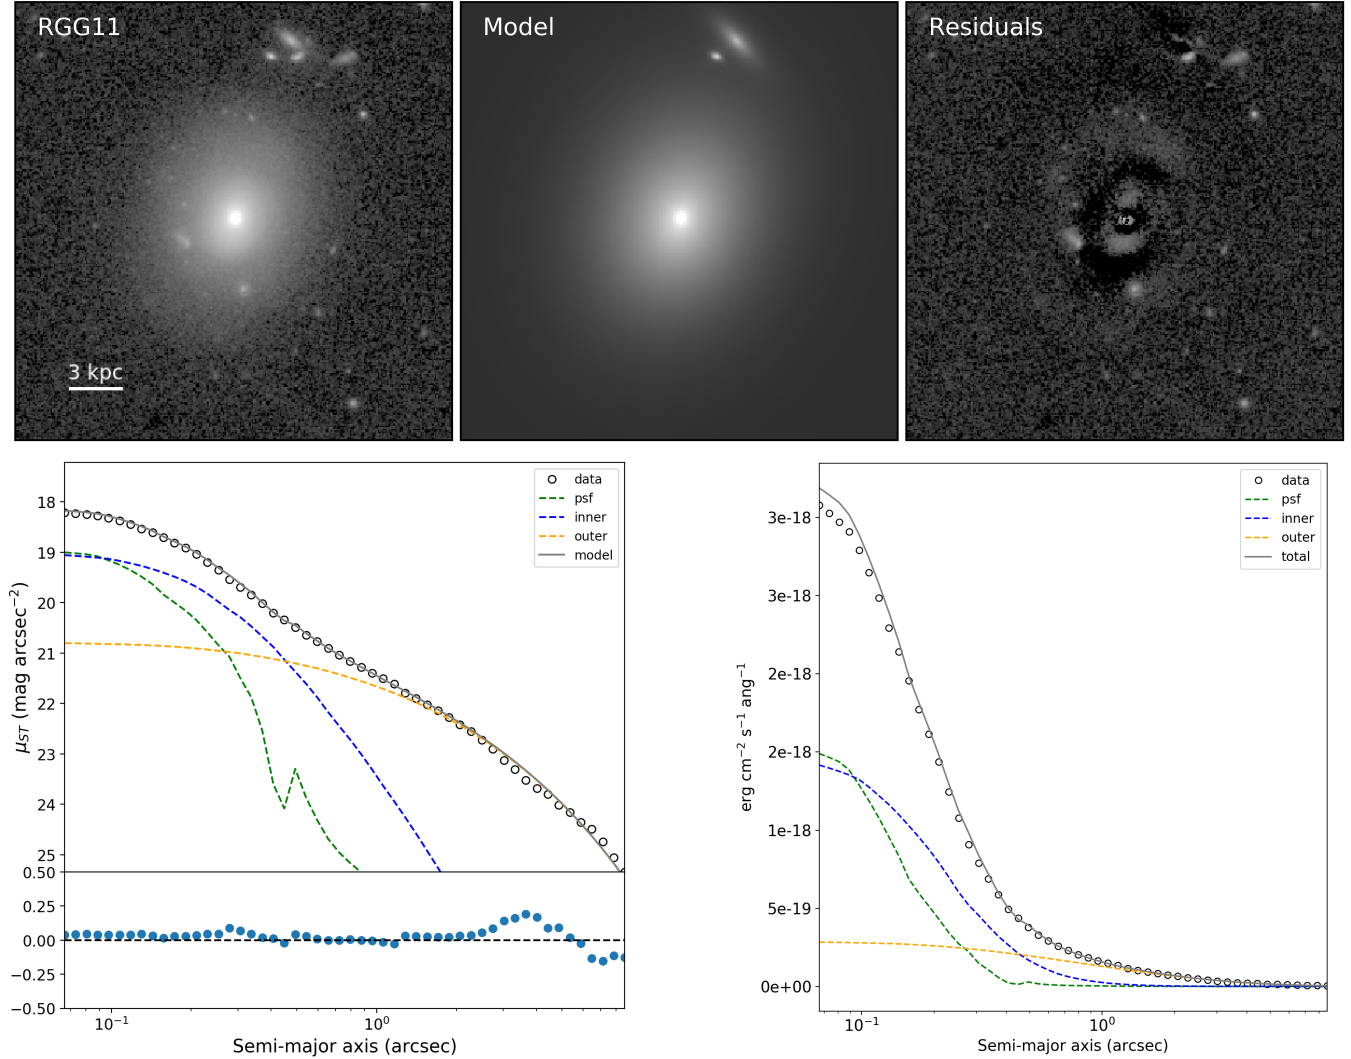 RGG11
Model
Residuals
3 kpc
18
19
20
21
22
23
24
25
0.50
0.25
0.00
−0.25
−0.50
μST (mag arcsec−2)
data
psf
inner
outer
model
10−1
100
Semi-major axis (arcsec)
3e-18
3e-18
2e-18
2e-18
1e-18
5e-19
0e+00
erg cm−2 s−1 ang−1
data
psf
inner
outer
total
10−1
100
Semi-major axis (arcsec)